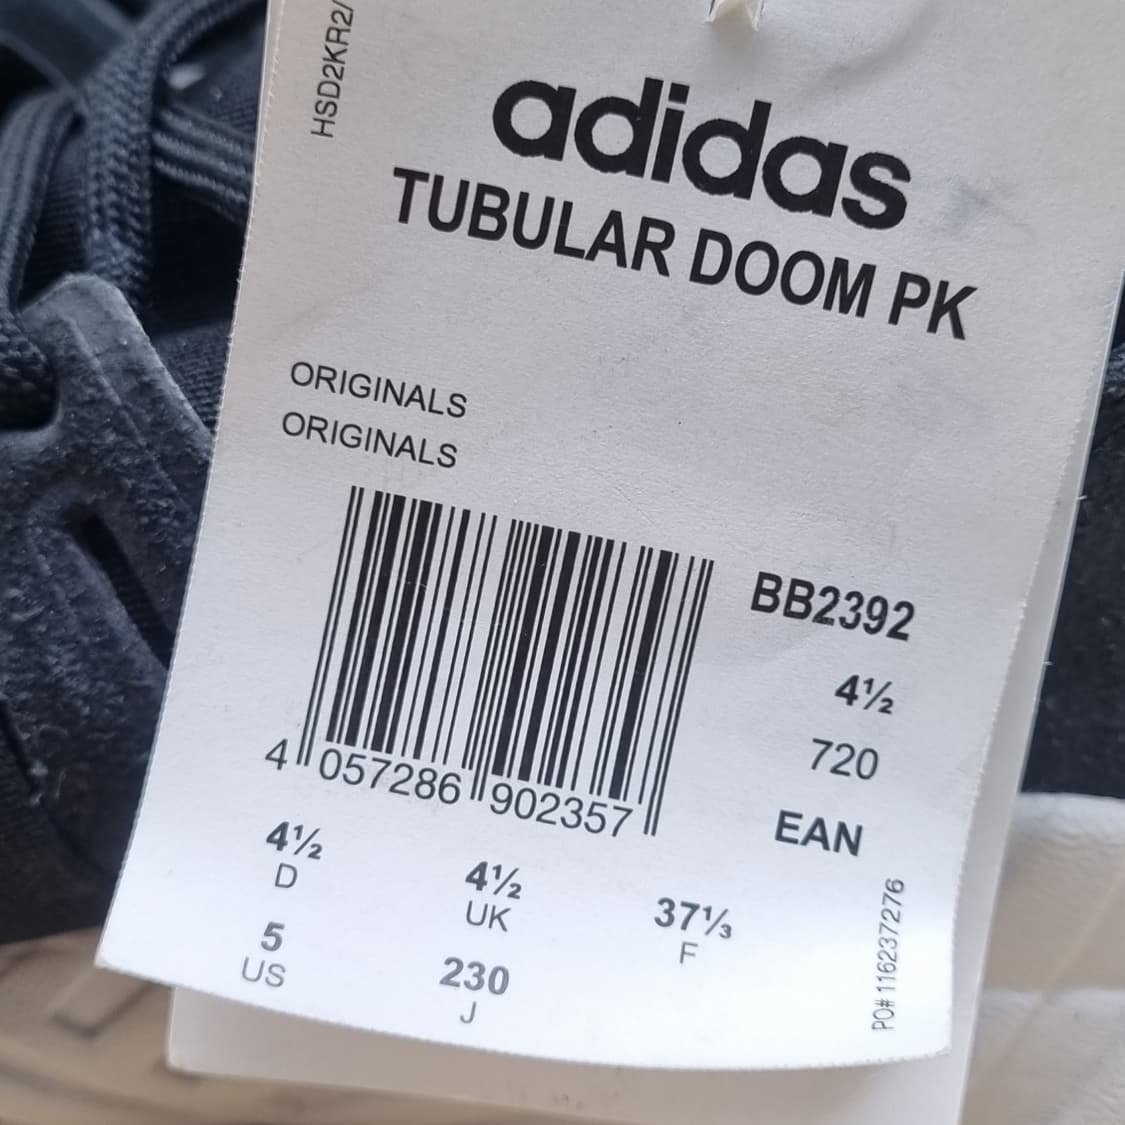 HSD2KR2/
adidas
TUBULAR DOOM PK
ORIGINALS
ORIGINALS
BB2392
4½
720
EAN
4 057286 902357
4½ 4½ 37⅓
D UK F
5 230
US J
PO# 116237276